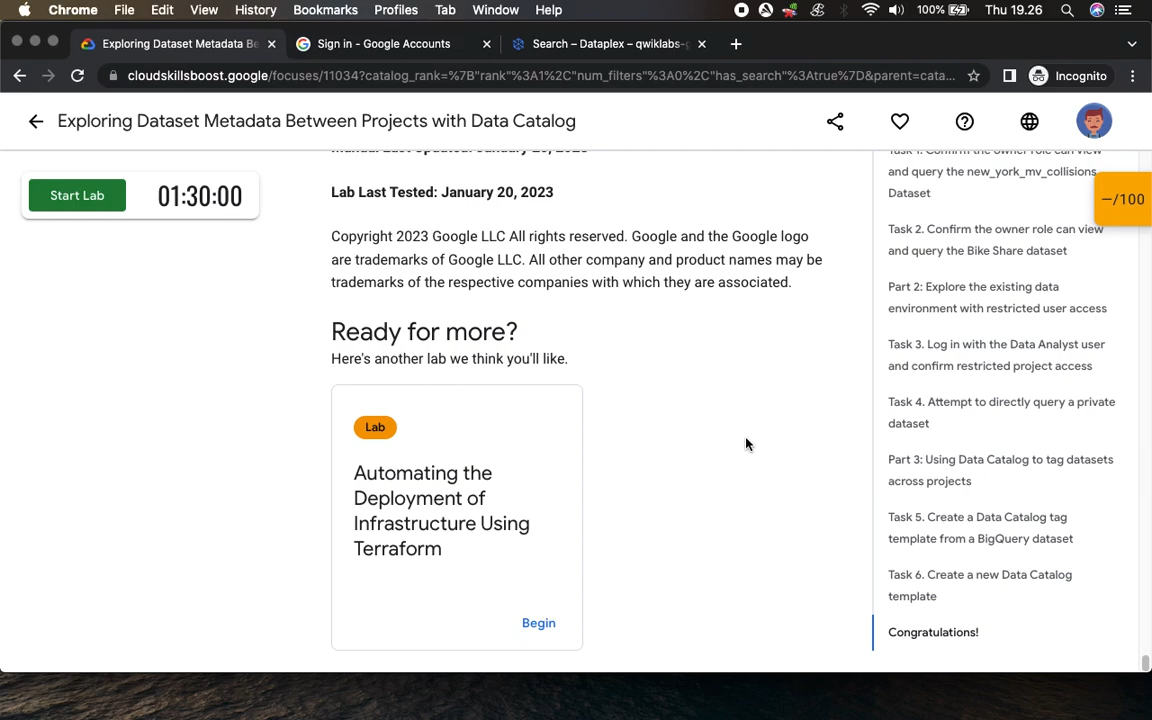 Chrome File Edit View History Bookmarks Profiles Tab Window Help 100% Thu 19.26
Exploring Dataset Metadata Be
Sign in - Google Accounts
Search – Dataplex – qwiklabs-
cloudskillsboost.google/focuses/11034?catalog_rank=%7B"rank"%3A1%2C"num_filters"%3A0%2C"has_search"%3Atrue%7D&parent=cata...
Incognito
Exploring Dataset Metadata Between Projects with Data Catalog
Start Lab
01:30:00
Lab Last Tested: January 20, 2023
Copyright 2023 Google LLC All rights reserved. Google and the Google logo
are trademarks of Google LLC. All other company and product names may be
trademarks of the respective companies with which they are associated.
Ready for more?
Here's another lab we think you'll like.
Lab
Automating the
Deployment of
Infrastructure Using
Terraform
Begin
Task 1. Confirm the owner role can view
and query the new_york_mv_collisions
Dataset
–/100
Task 2. Confirm the owner role can view
and query the Bike Share dataset
Part 2: Explore the existing data
environment with restricted user access
Task 3. Log in with the Data Analyst user
and confirm restricted project access
Task 4. Attempt to directly query a private
dataset
Part 3: Using Data Catalog to tag datasets
across projects
Task 5. Create a Data Catalog tag
template from a BigQuery dataset
Task 6. Create a new Data Catalog
template
Congratulations!